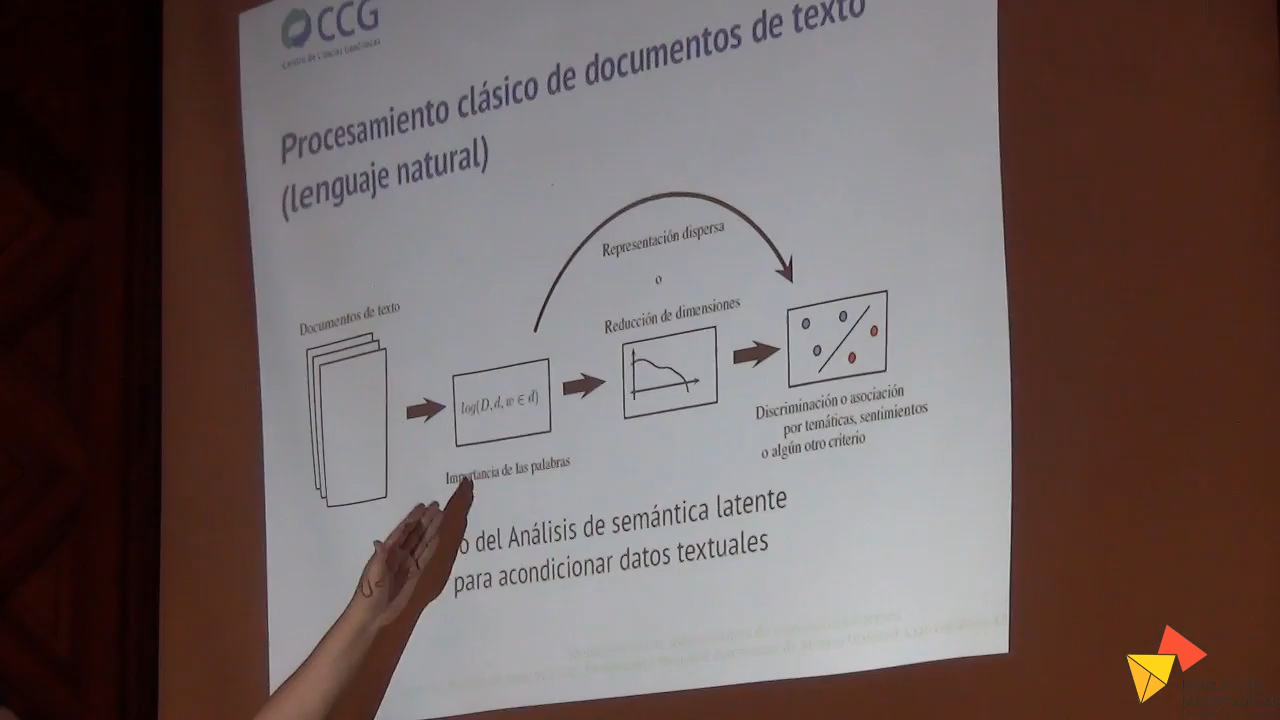 CCG
Procesamiento clásico de documentos de texto
(lenguaje natural)
Representación dispersa
o
Reducción de dimensiones
Documentos de texto
log(D, d, w ∈ d)
Importancia de las palabras
Discriminación o asociación
por temáticas, sentimientos
o algún otro criterio
del Análisis de semántica latente
para acondicionar datos textuales